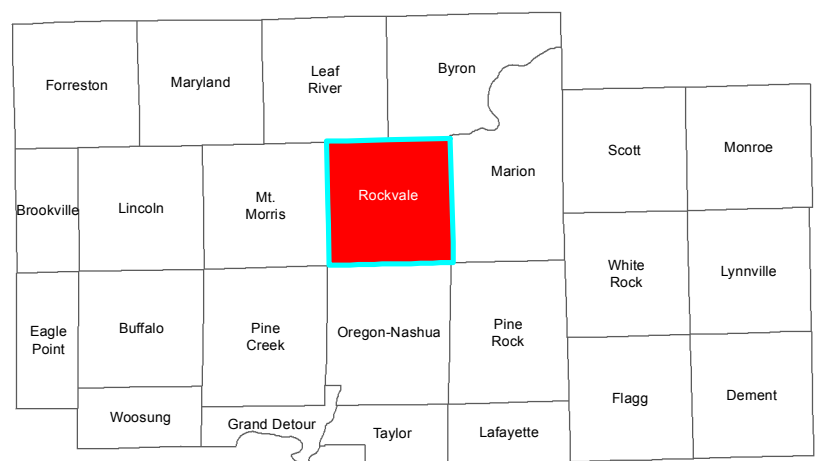 Forreston
Maryland
Leaf
River
Byron
Scott
Monroe
Brookville
Lincoln
Mt.
Morris
Rockvale
Marion
White
Rock
Lynnville
Eagle
Point
Buffalo
Pine
Creek
Oregon-Nashua
Pine
Rock
Flagg
Dement
Woosung
Grand Detour
Taylor
Lafayette